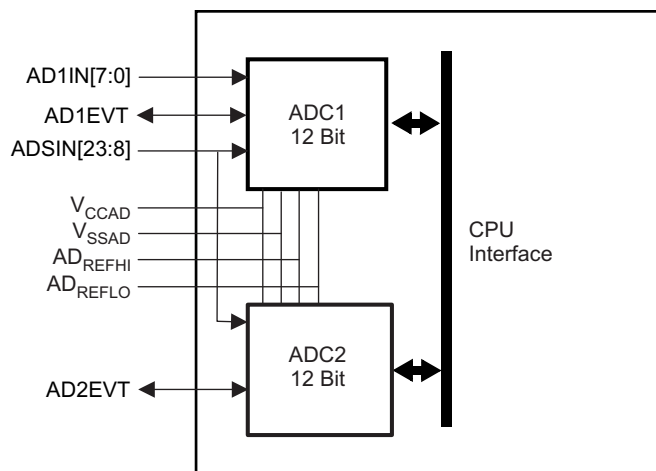 AD1IN[7:0]
AD1EVT
ADSIN[23:8]
ADC1
12 Bit
VCCAD
VSSAD
ADREFHI
ADREFLO
CPU
Interface
ADC2
12 Bit
AD2EVT